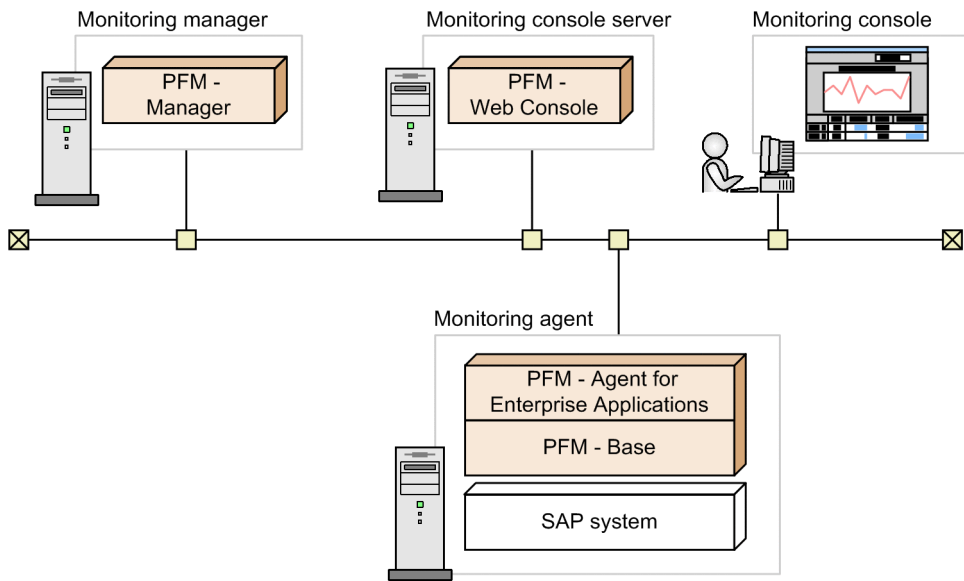 Monitoring manager
Monitoring console server
Monitoring console
PFM -
Manager
PFM -
Web Console
Monitoring agent
PFM - Agent for
Enterprise Applications
PFM - Base
SAP system